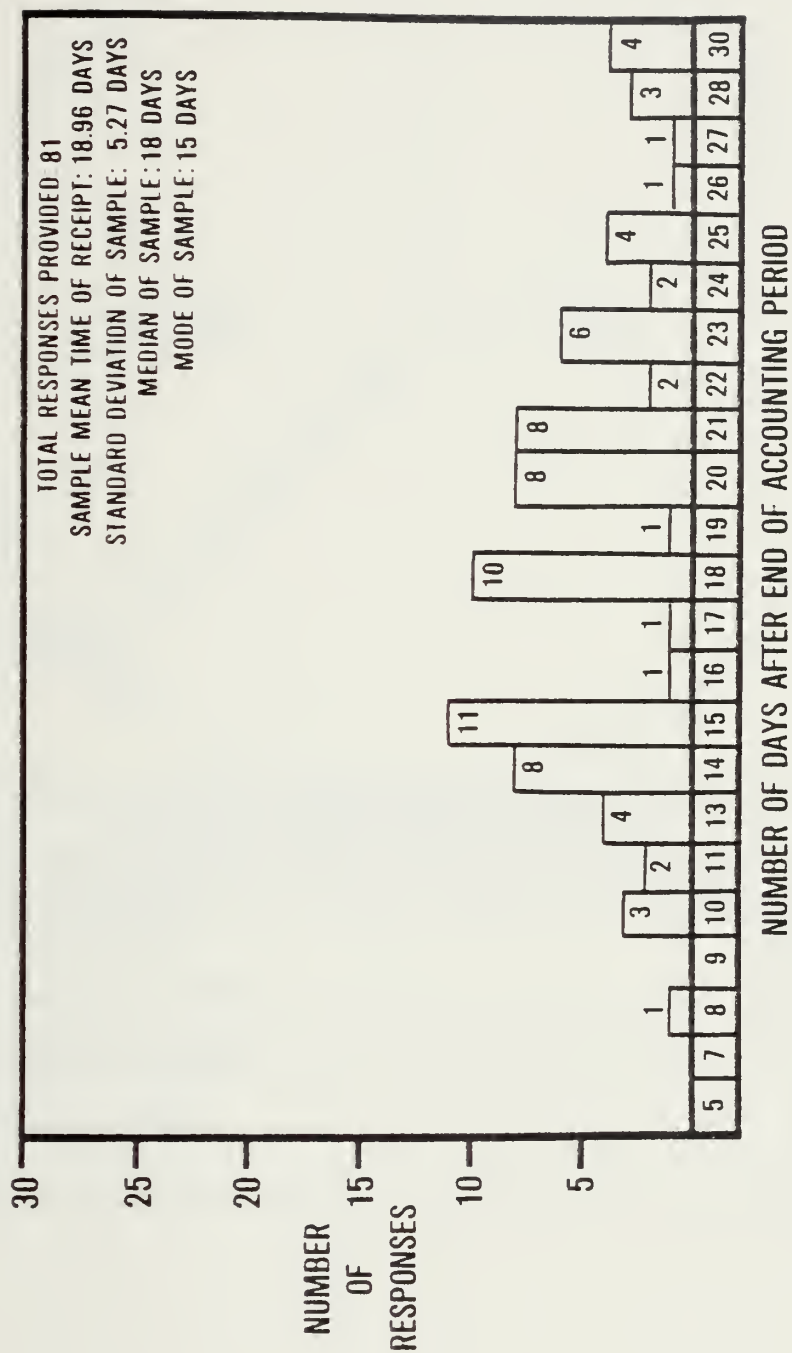 TOTAL RESPONSES PROVIDED: 81
SAMPLE MEAN TIME OF RECEIPT: 18.96 DAYS
STANDARD DEVIATION OF SAMPLE: 5.27 DAYS
MEDIAN OF SAMPLE: 18 DAYS
MODE OF SAMPLE: 15 DAYS
30
25
20
15
10
5
NUMBER
OF
RESPONSES
1 3 2 4 8 11 1 1 10 1 8 8 2 6 2 4 1 1 3 4
5 7 8 9 10 11 13 14 15 16 17 18 19 20 21 22 23 24 25 26 27 28 30
NUMBER OF DAYS AFTER END OF ACCOUNTING PERIOD